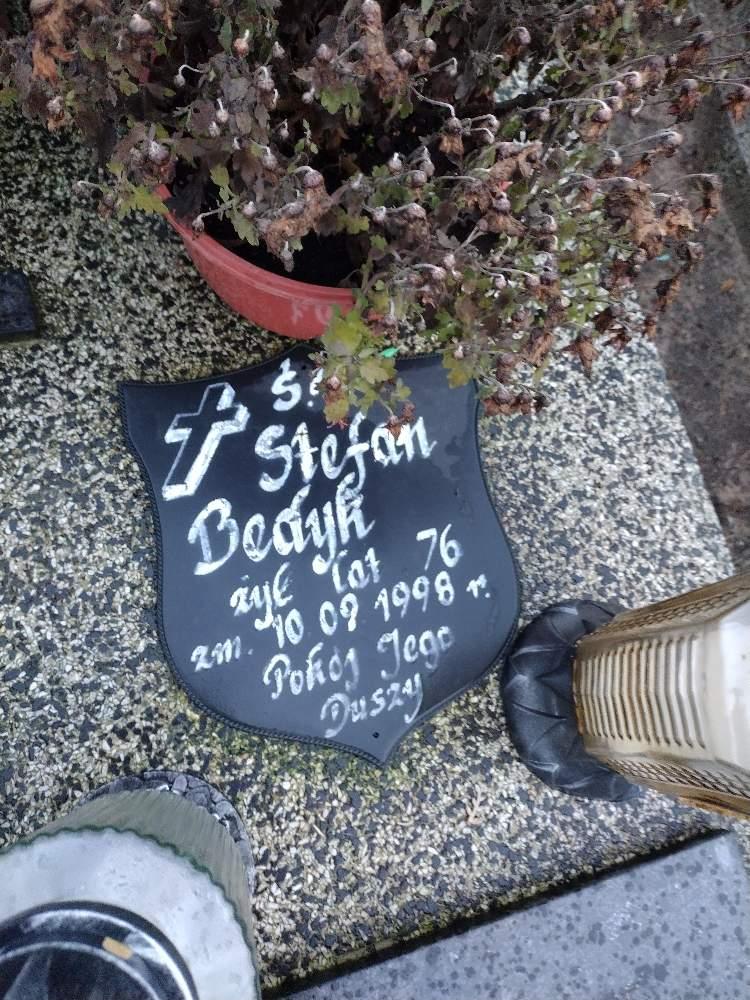 Ś.
Stefan
Bedyk
żył lat 76
zm. 10.09 1998 r.
Pokój Jego
Duszy